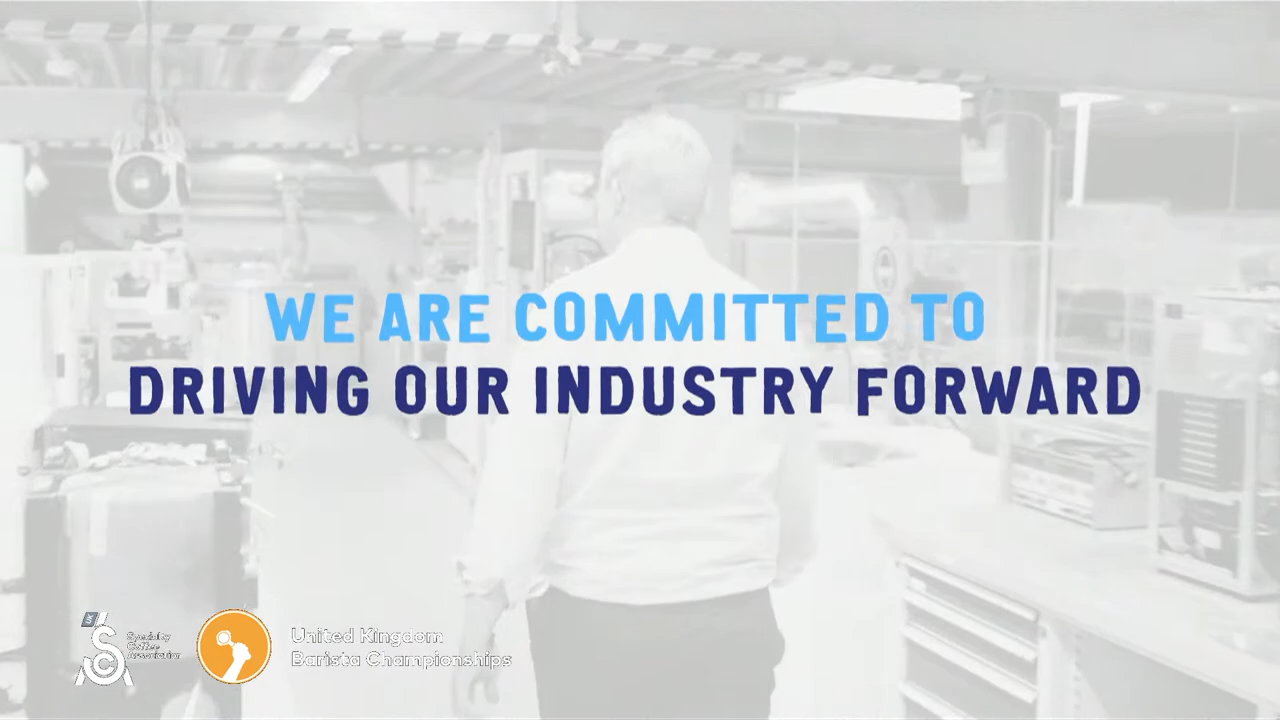 WE ARE COMMITTED TO
DRIVING OUR INDUSTRY FORWARD
Specialty
Coffee
Association
United Kingdom
Barista Championships